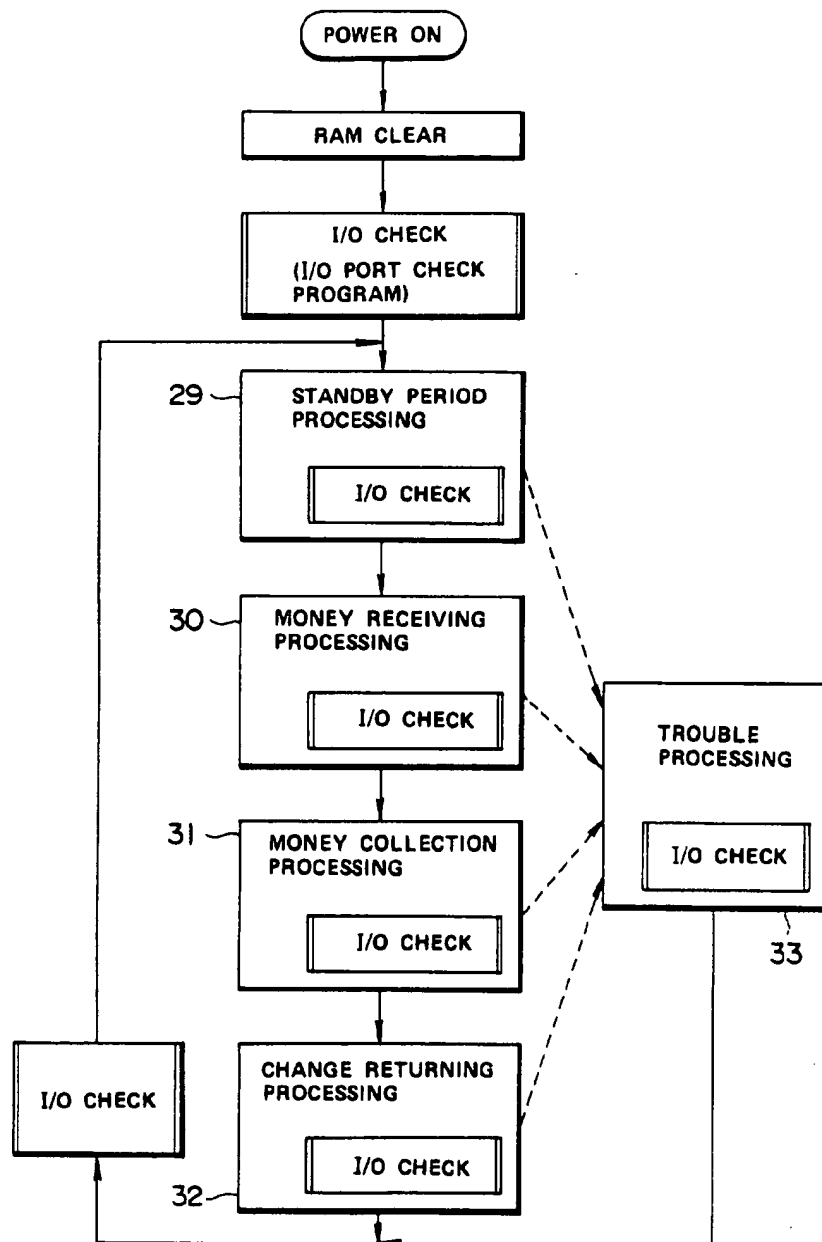 POWER ON
RAM CLEAR
I/O CHECK
(I/O PORT CHECK
PROGRAM)
29
STANDBY PERIOD
PROCESSING
I/O CHECK
30
MONEY RECEIVING
PROCESSING
I/O CHECK
TROUBLE
PROCESSING
I/O CHECK
33
31
MONEY COLLECTION
PROCESSING
I/O CHECK
I/O CHECK
CHANGE RETURNING
PROCESSING
I/O CHECK
32